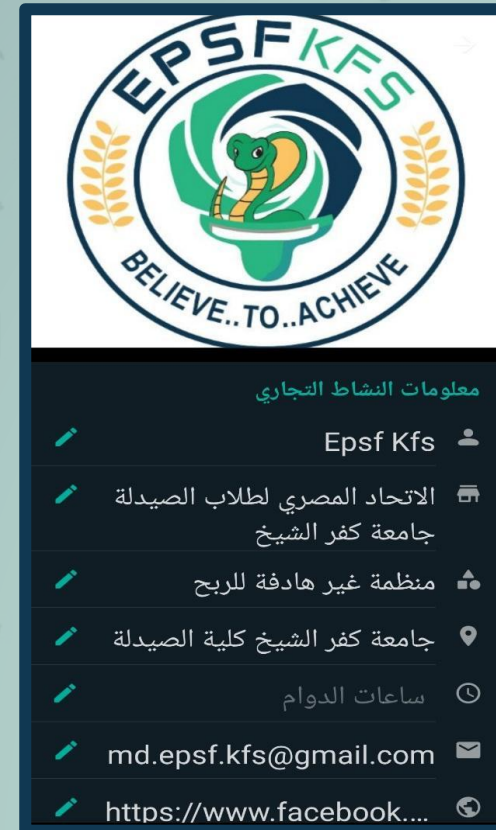 EPSF KFS
BELIEVE..TO..ACHIEVE
معلومات النشاط التجاري
Epsf Kfs
الاتحاد المصري لطلاب الصيدلة
جامعة كفر الشيخ
منظمة غير هادفة للربح
جامعة كفر الشيخ كلية الصيدلة
ساعات الدوام
md.epsf.kfs@gmail.com
https://www.facebook....